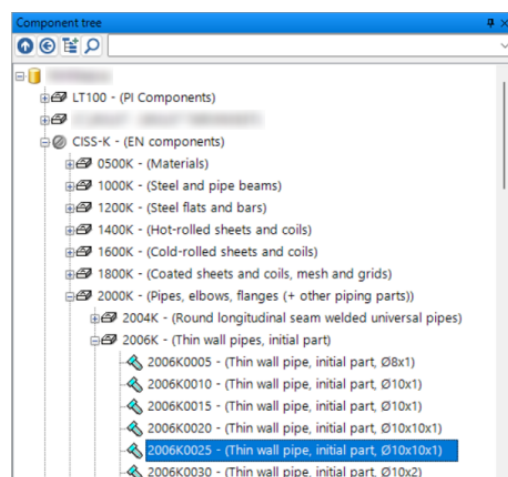 Component tree
LT100 - (PI Components)
CISS-K - (EN components)
0500K - (Materials)
1000K - (Steel and pipe beams)
1200K - (Steel flats and bars)
1400K - (Hot-rolled sheets and coils)
1600K - (Cold-rolled sheets and coils)
1800K - (Coated sheets and coils, mesh and grids)
2000K - (Pipes, elbows, flanges (+ other piping parts))
2004K - (Round longitudinal seam welded universal pipes)
2006K - (Thin wall pipes, initial part)
2006K0005 - (Thin wall pipe, initial part, Ø8x1)
2006K0010 - (Thin wall pipe, initial part, Ø10x1)
2006K0015 - (Thin wall pipe, initial part, Ø10x1)
2006K0020 - (Thin wall pipe, initial part, Ø10x10x1)
2006K0025 - (Thin wall pipe, initial part, Ø10x10x1)
2006K0030 - (Thin wall pipe, initial part, Ø10x2)